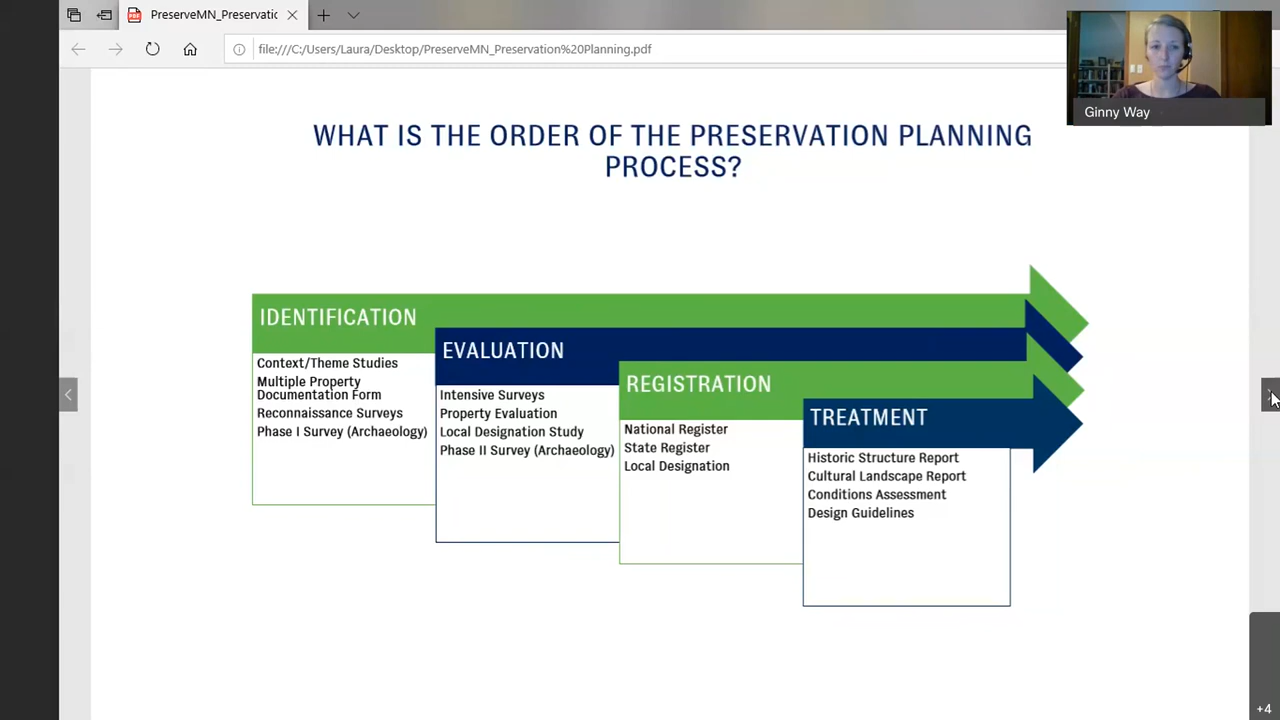 PreserveMN_Preservatio
file:///C:/Users/Laura/Desktop/PreserveMN_Preservation%20Planning.pdf
Ginny Way
WHAT IS THE ORDER OF THE PRESERVATION PLANNING
PROCESS?
IDENTIFICATION
Context/Theme Studies
Multiple Property
Documentation Form
Reconnaissance Surveys
Phase I Survey (Archaeology)
EVALUATION
Intensive Surveys
Property Evaluation
Local Designation Study
Phase II Survey (Archaeology)
REGISTRATION
National Register
State Register
Local Designation
TREATMENT
Historic Structure Report
Cultural Landscape Report
Conditions Assessment
Design Guidelines
+4